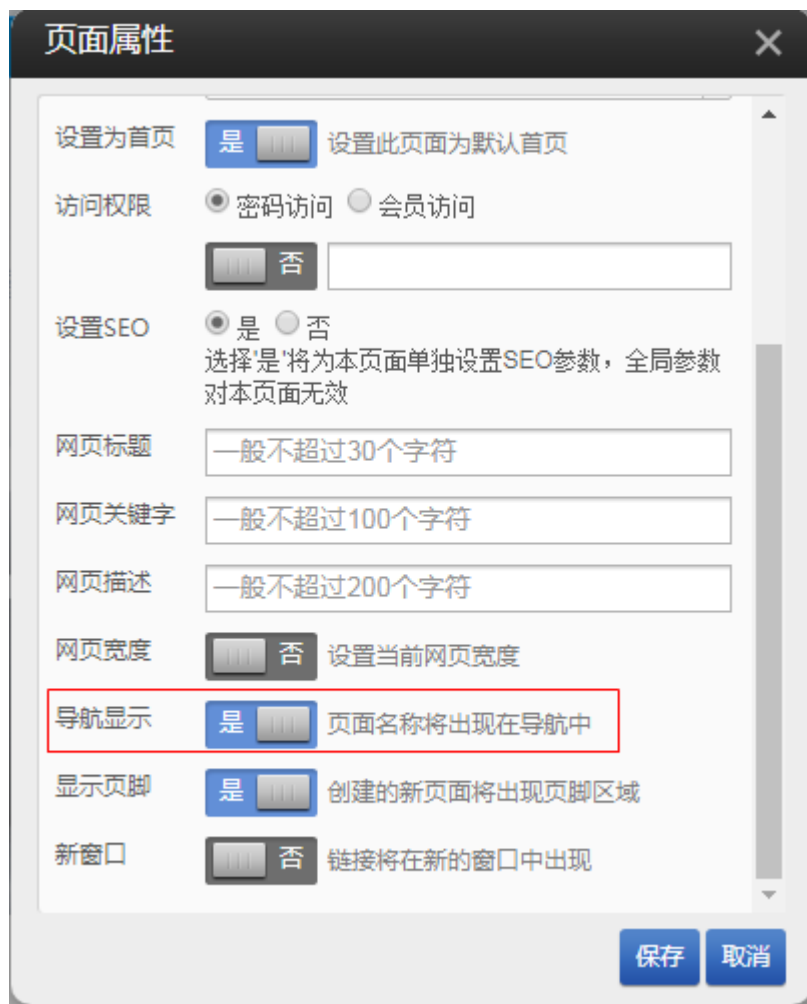 页面属性
设置为首页 是 设置此页面为默认首页
访问权限 密码访问 会员访问
否
设置SEO 是 否
选择'是'将为本页面单独设置SEO参数，全局参数
对本页面无效
网页标题 一般不超过30个字符
网页关键字 一般不超过100个字符
网页描述 一般不超过200个字符
网页宽度 否 设置当前网页宽度
导航显示 是 页面名称将出现在导航中
显示页脚 是 创建的新页面将出现页脚区域
新窗口 否 链接将在新的窗口中出现
保存 取消